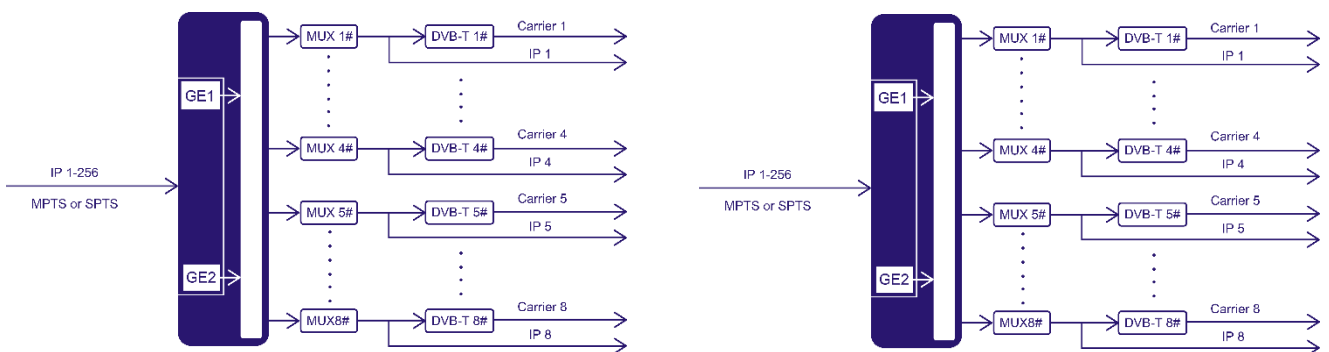 MUX 1#
DVB-T 1#
Carrier 1
IP 1
GE1
MUX 4#
DVB-T 4#
Carrier 4
IP 4
IP 1-256
MPTS or SPTS
MUX 5#
DVB-T 5#
Carrier 5
IP 5
GE2
MUX8#
DVB-T 8#
Carrier 8
IP 8
MUX 1#
DVB-T 1#
Carrier 1
IP 1
GE1
MUX 4#
DVB-T 4#
Carrier 4
IP 4
IP 1-256
MPTS or SPTS
MUX 5#
DVB-T 5#
Carrier 5
IP 5
GE2
MUX8#
DVB-T 8#
Carrier 8
IP 8